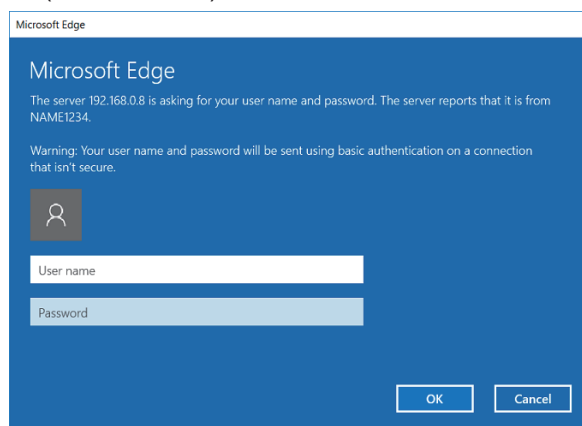 Microsoft Edge
Microsoft Edge
The server 192.168.0.8 is asking for your user name and password. The server reports that it is from
NAME1234.
Warning: Your user name and password will be sent using basic authentication on a connection
that isn't secure.
User name
Password
OK
Cancel